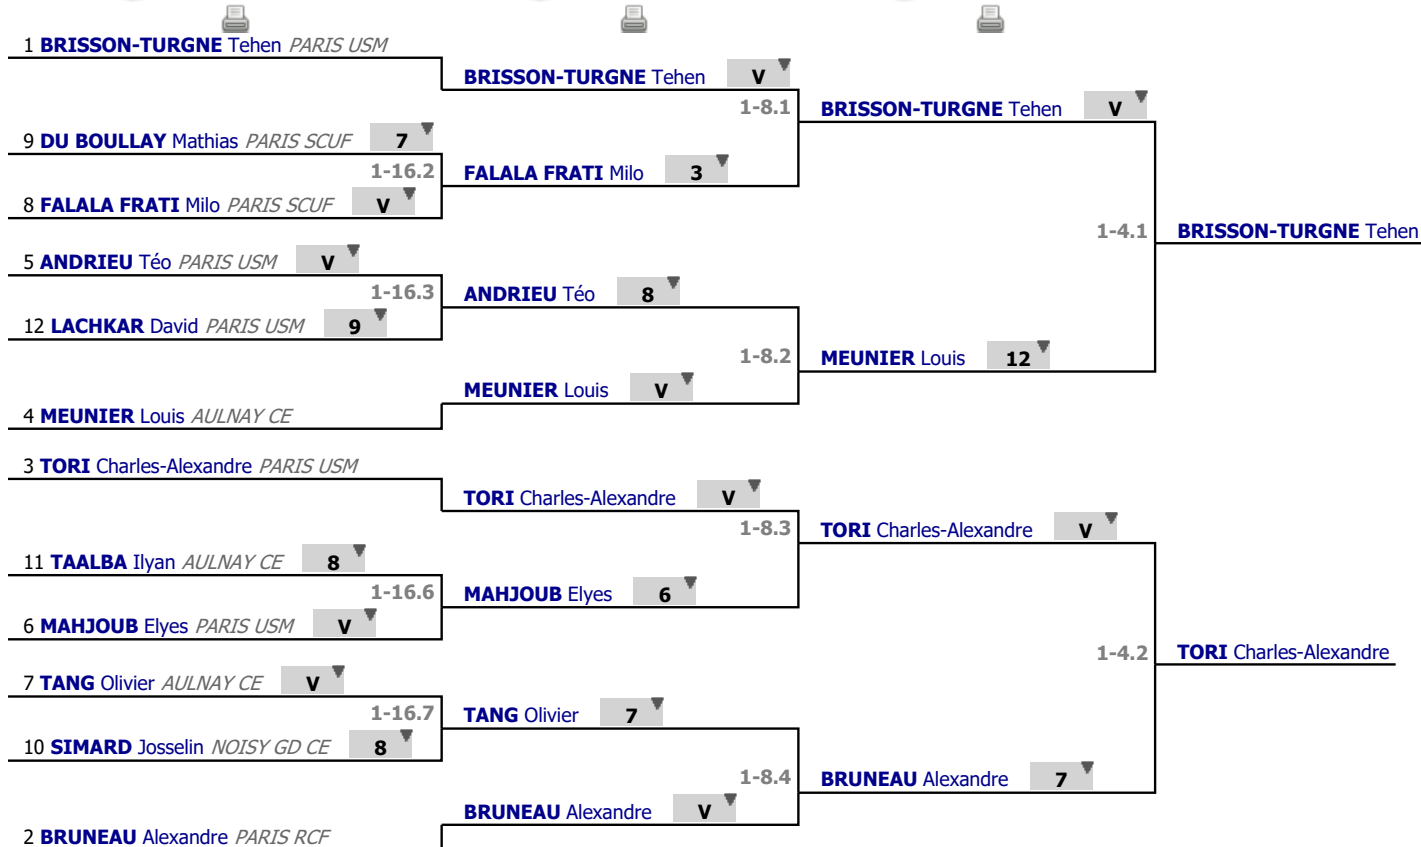 1 BRISSON-TURGNE Tehen PARIS USM
BRISSON-TURGNE Tehen V
1-8.1
BRISSON-TURGNE Tehen V
9 DU BOULLAY Mathias PARIS SCUF 7
1-16.2
FALALA FRATI Milo 3
8 FALALA FRATI Milo PARIS SCUF V
1-4.1
BRISSON-TURGNE Tehen
5 ANDRIEU Téo PARIS USM V
1-16.3
ANDRIEU Téo 8
12 LACHKAR David PARIS USM 9
1-8.2
MEUNIER Louis 12
MEUNIER Louis V
4 MEUNIER Louis AULNAY CE
3 TORI Charles-Alexandre PARIS USM
TORI Charles-Alexandre V
1-8.3
TORI Charles-Alexandre V
11 TAALBA Ilyan AULNAY CE 8
1-16.6
MAHJOUB Elyes 6
6 MAHJOUB Elyes PARIS USM V
1-4.2
TORI Charles-Alexandre
7 TANG Olivier AULNAY CE V
1-16.7
TANG Olivier 7
10 SIMARD Josselin NOISY GD CE 8
1-8.4
BRUNEAU Alexandre 7
BRUNEAU Alexandre V
2 BRUNEAU Alexandre PARIS RCF